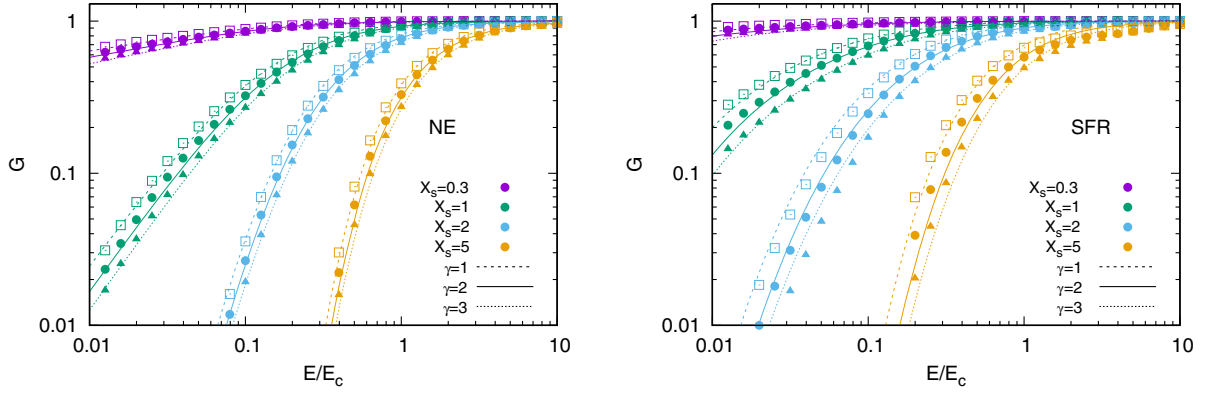 1
0.1
0.01
G
0.01 0.1 1 10
E/E_c
NE
X_s=0.3
X_s=1
X_s=2
X_s=5
γ=1
γ=2
γ=3
1
0.1
0.01
G
0.01 0.1 1 10
E/E_c
SFR
X_s=0.3
X_s=1
X_s=2
X_s=5
γ=1
γ=2
γ=3